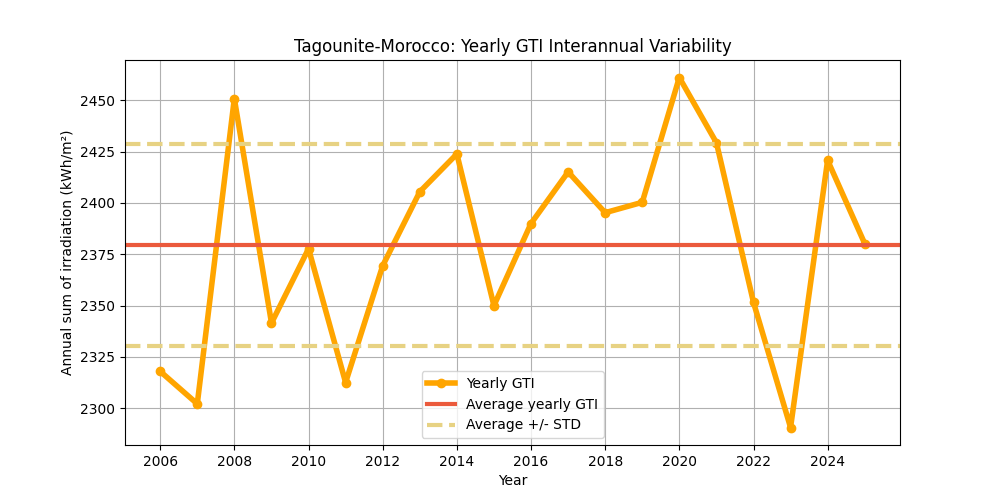 Tagounite-Morocco: Yearly GTI Interannual Variability
Annual sum of irradiation (kWh/m²)
2450
2425
2400
2375
2350
2325
2300
Yearly GTI
Average yearly GTI
Average +/- STD
2006 2008 2010 2012 2014 2016 2018 2020 2022 2024
Year